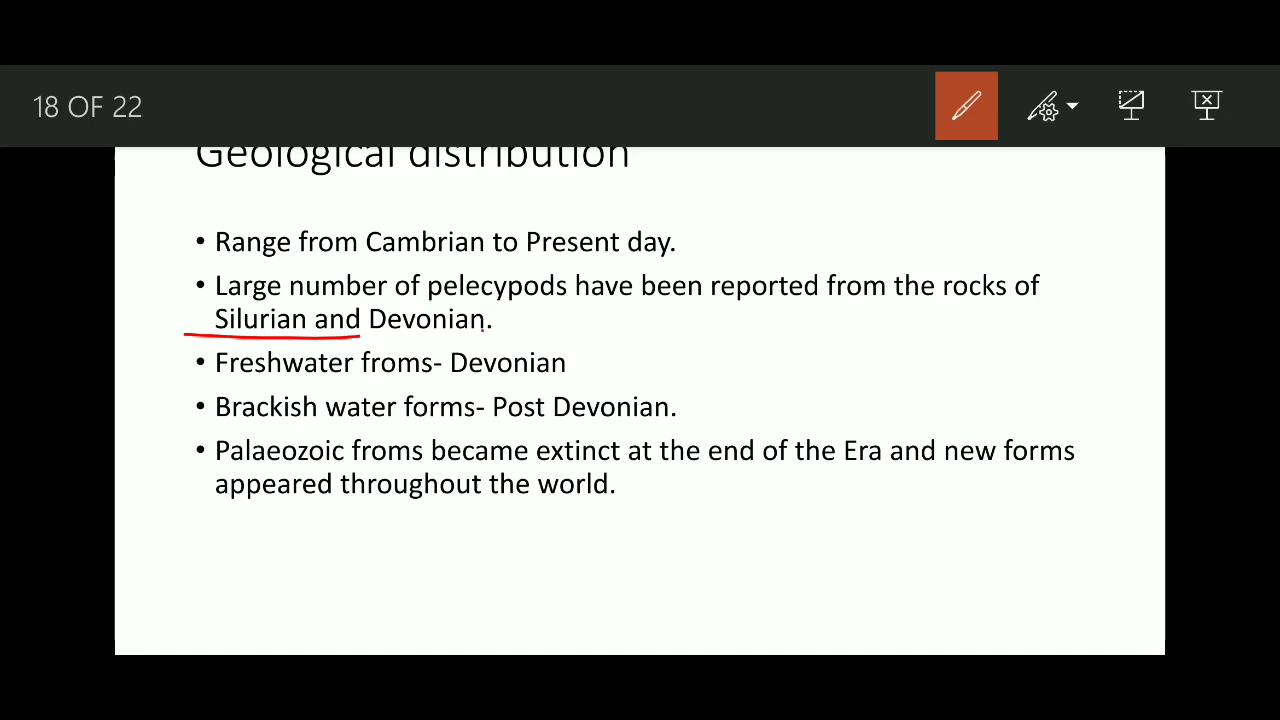 18 OF 22
Geological distribution
• Range from Cambrian to Present day.
• Large number of pelecypods have been reported from the rocks of
Silurian and Devonian.
• Freshwater froms- Devonian
• Brackish water forms- Post Devonian.
• Palaeozoic froms became extinct at the end of the Era and new forms
appeared throughout the world.